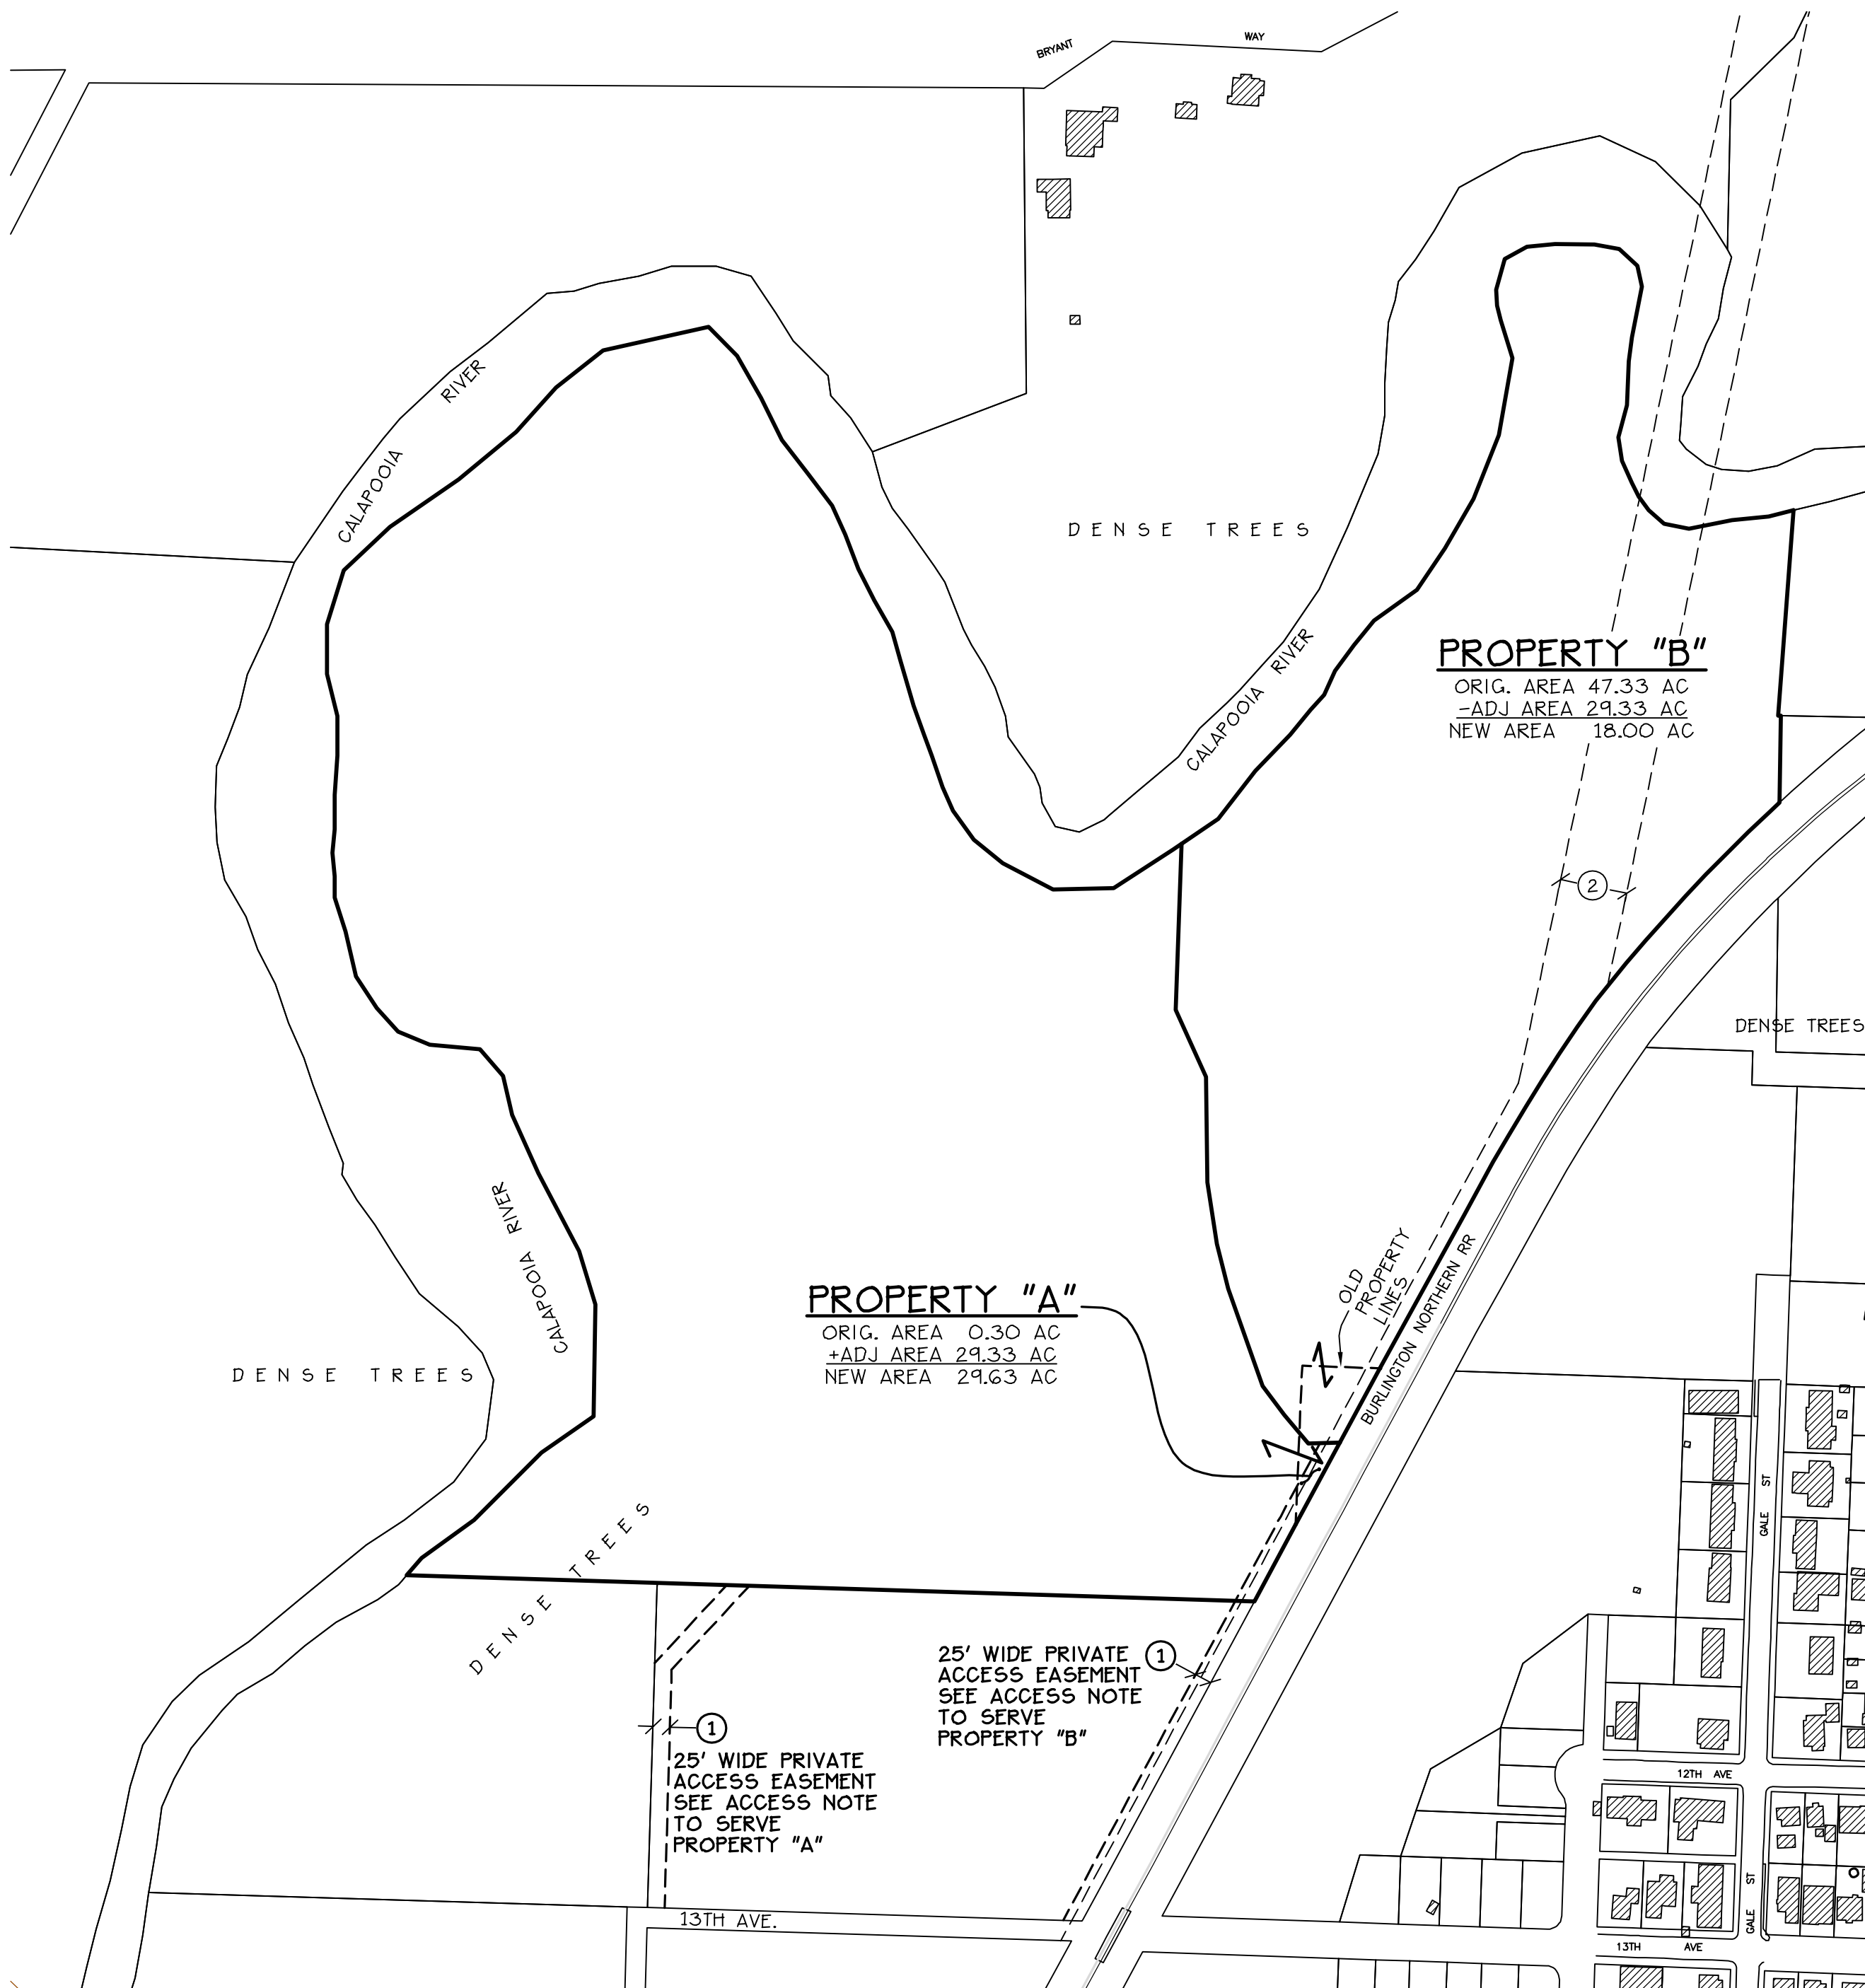 BRYANT
WAY
CALAPOOIA
RIVER
DENSE TREES
CALAPOOIA RIVER
PROPERTY "B"
ORIG. AREA 47.33 AC
-ADJ AREA 29.33 AC
NEW AREA 18.00 AC
2
DENSE TREES
CALAPOOIA RIVER
OLD
PROPERTY
LINES
BURLINGTON NORTHERN RR
PROPERTY "A"
ORIG. AREA 0.30 AC
+ADJ AREA 29.33 AC
NEW AREA 29.63 AC
DENSE TREES
DENSE TREES
GALE ST
25' WIDE PRIVATE
ACCESS EASEMENT
SEE ACCESS NOTE
TO SERVE
PROPERTY "B"
1
1
25' WIDE PRIVATE
ACCESS EASEMENT
SEE ACCESS NOTE
TO SERVE
PROPERTY "A"
12TH AVE
GALE ST
13TH AVE.
13TH AVE